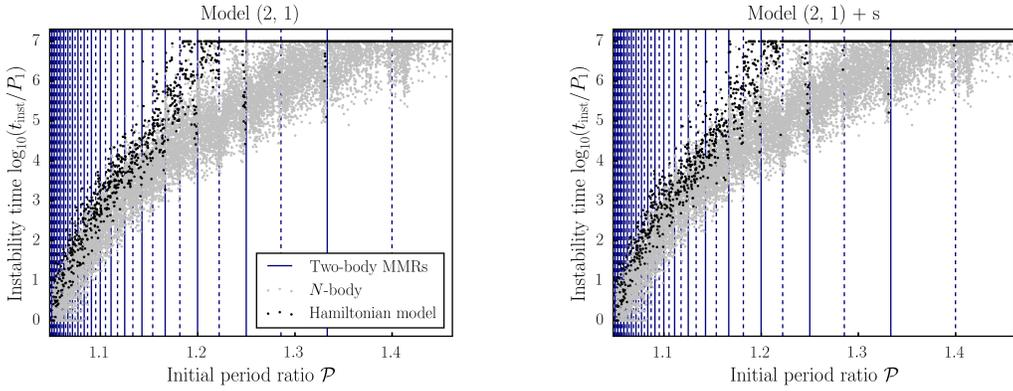 Model (2, 1)
Instability time log₁₀(t_inst/P₁)
7
6
5
4
3
2
1
0
Two-body MMRs
N-body
Hamiltonian model
1.1 1.2 1.3 1.4
Initial period ratio 𝒫
Model (2, 1) + s
Instability time log₁₀(t_inst/P₁)
7
6
5
4
3
2
1
0
1.1 1.2 1.3 1.4
Initial period ratio 𝒫